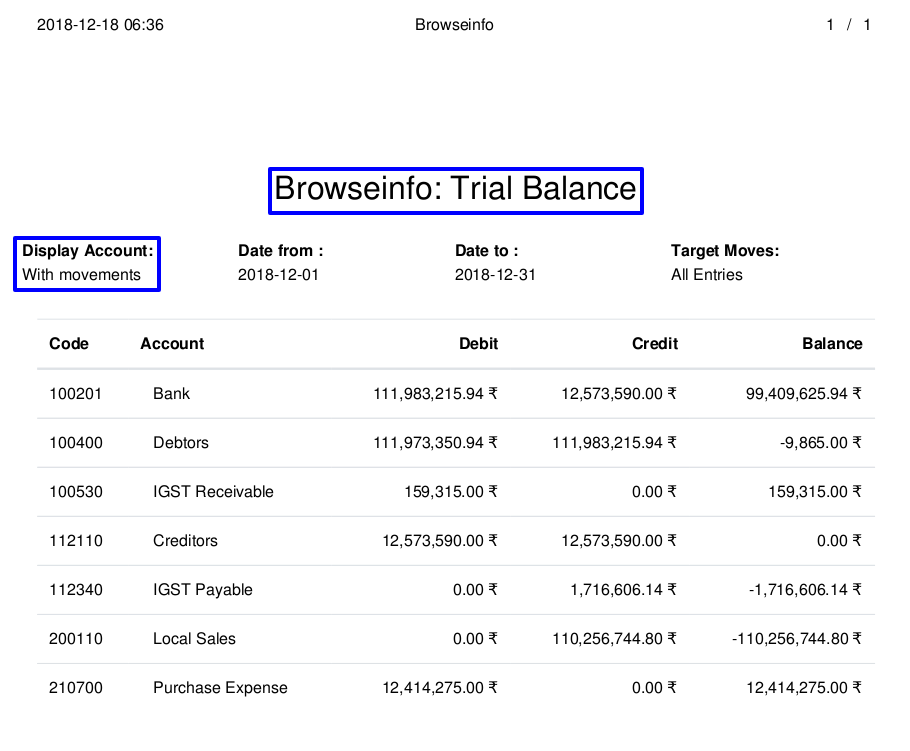 2018-12-18 06:36 Browseinfo 1 / 1
Browseinfo: Trial Balance
Display Account: Date from : Date to : Target Moves:
With movements 2018-12-01 2018-12-31 All Entries
Code Account Debit Credit Balance
100201 Bank 111,983,215.94 ₹ 12,573,590.00 ₹ 99,409,625.94 ₹
100400 Debtors 111,973,350.94 ₹ 111,983,215.94 ₹ -9,865.00 ₹
100530 IGST Receivable 159,315.00 ₹ 0.00 ₹ 159,315.00 ₹
112110 Creditors 12,573,590.00 ₹ 12,573,590.00 ₹ 0.00 ₹
112340 IGST Payable 0.00 ₹ 1,716,606.14 ₹ -1,716,606.14 ₹
200110 Local Sales 0.00 ₹ 110,256,744.80 ₹ -110,256,744.80 ₹
210700 Purchase Expense 12,414,275.00 ₹ 0.00 ₹ 12,414,275.00 ₹